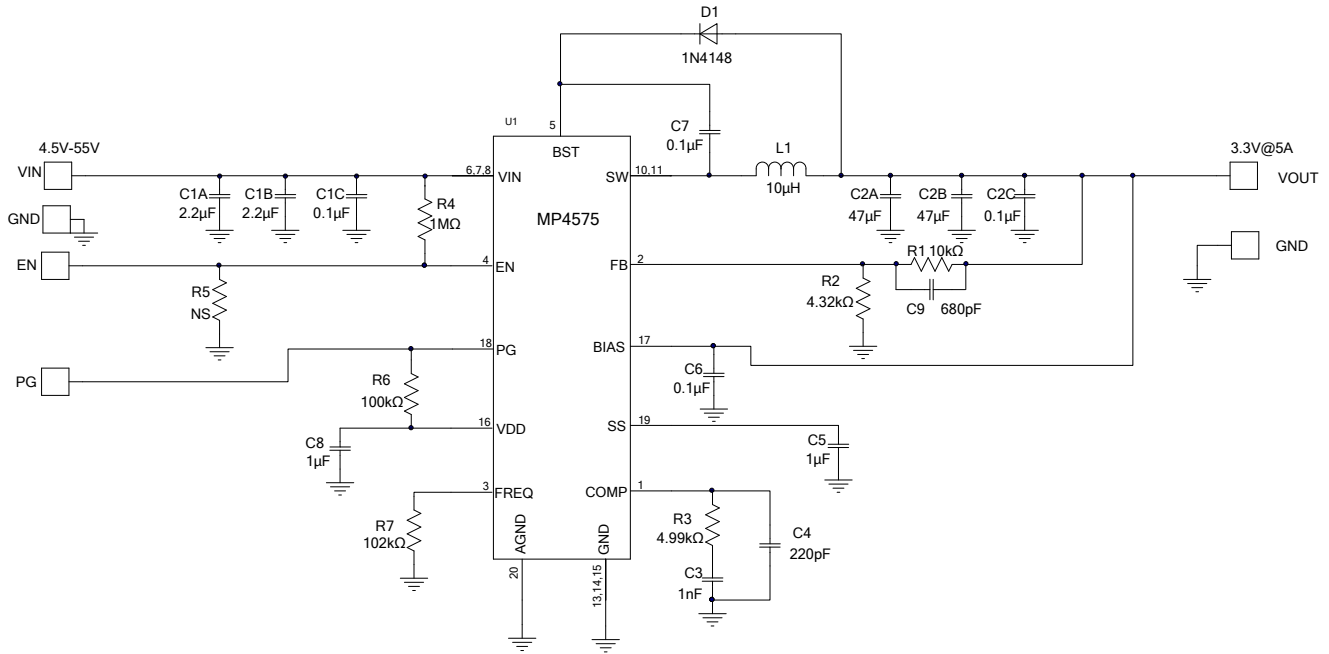 D1
1N4148
U1
5
C7
0.1µF
BST
L1
10µH
4.5V-55V
VIN
6,7,8
VIN
SW
10,11
3.3V@5A
VOUT
C1A
2.2µF
C1B
2.2µF
C1C
0.1µF
R4
1MΩ
MP4575
C2A
47µF
C2B
47µF
C2C
0.1µF
GND
GND
EN
4
EN
FB
2
R1 10kΩ
R5
NS
R2
4.32kΩ
C9
680pF
18
PG
BIAS
17
PG
R6
100kΩ
C6
0.1µF
16
VDD
SS
19
C8
1µF
C5
1µF
3
FREQ
COMP
1
R7
102kΩ
AGND
GND
R3
4.99kΩ
C4
220pF
20
13,14,15
C3
1nF